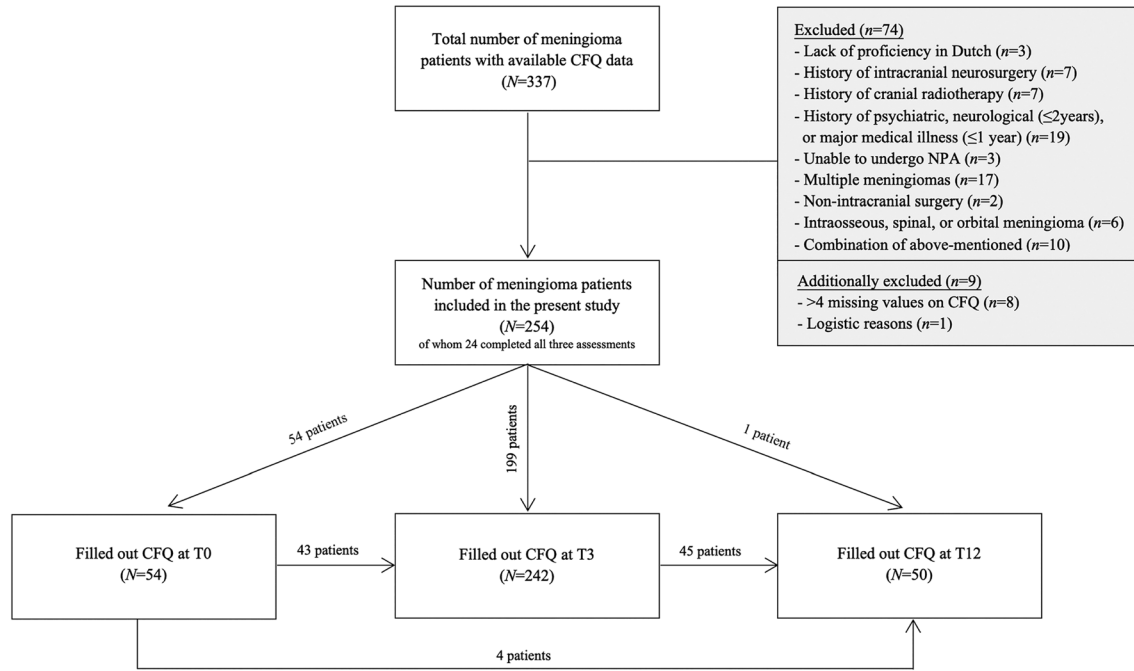 Total number of meningioma
patients with available CFQ data
(N=337)
Excluded (n=74)
- Lack of proficiency in Dutch (n=3)
- History of intracranial neurosurgery (n=7)
- History of cranial radiotherapy (n=7)
- History of psychiatric, neurological (≤2years),
or major medical illness (≤1 year) (n=19)
- Unable to undergo NPA (n=3)
- Multiple meningiomas (n=17)
- Non-intracranial surgery (n=2)
- Intraosseous, spinal, or orbital meningioma (n=6)
- Combination of above-mentioned (n=10)
Additionally excluded (n=9)
- >4 missing values on CFQ (n=8)
- Logistic reasons (n=1)
Number of meningioma patients
included in the present study
(N=254)
of whom 24 completed all three assessments
54 patients
199 patients
1 patient
Filled out CFQ at T0
(N=54)
43 patients
Filled out CFQ at T3
(N=242)
45 patients
Filled out CFQ at T12
(N=50)
4 patients